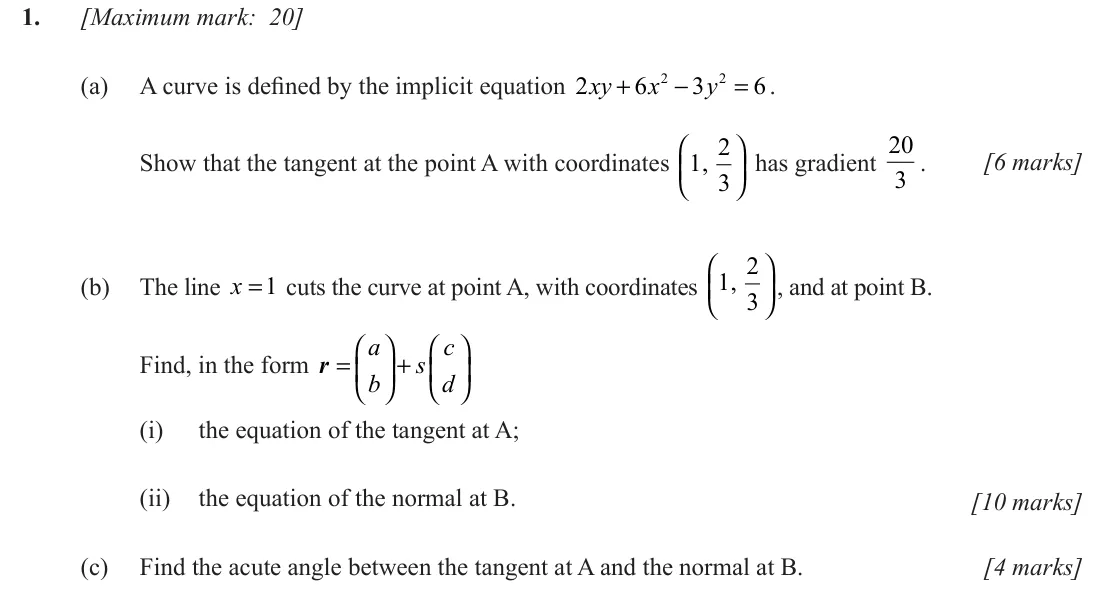 1. [Maximum mark: 20]
(a) A curve is defined by the implicit equation 2xy + 6x² − 3y² = 6.
Show that the tangent at the point A with coordinates (1, 2/3) has gradient 20/3. [6 marks]
(b) The line x = 1 cuts the curve at point A, with coordinates (1, 2/3), and at point B.
Find, in the form r = (a b) + s(c d)
(i) the equation of the tangent at A;
(ii) the equation of the normal at B. [10 marks]
(c) Find the acute angle between the tangent at A and the normal at B. [4 marks]